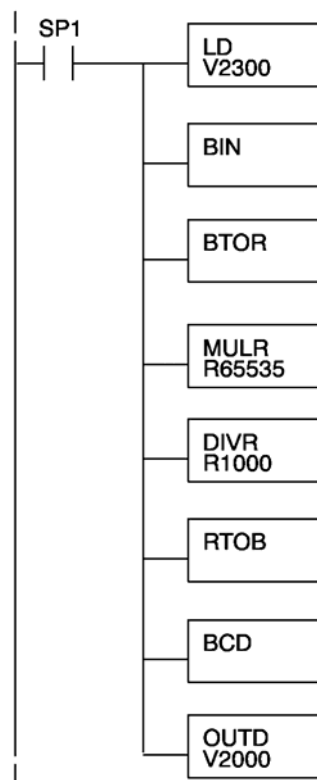 SP1
LD
V2300
BIN
BTOR
MULR
R65535
DIVR
R1000
RTOB
BCD
OUTD
V2000